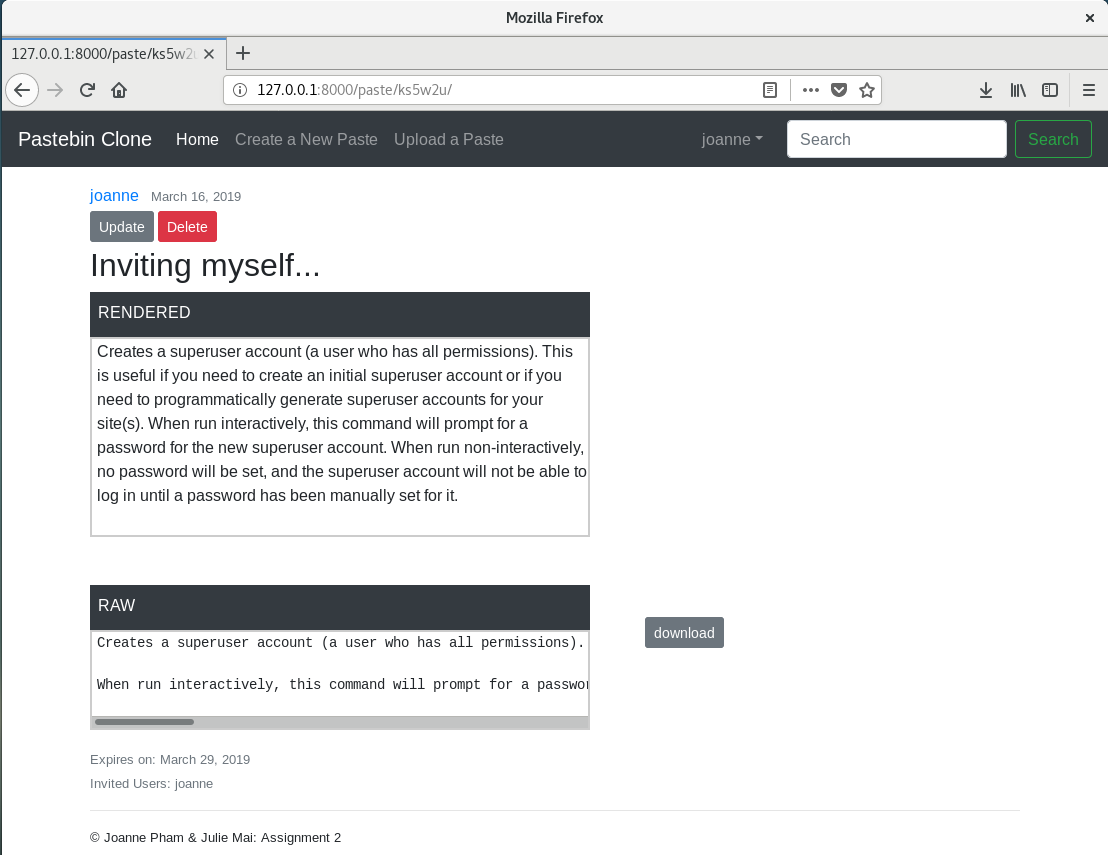 Mozilla Firefox
127.0.0.1:8000/paste/ks5w2u
127.0.0.1:8000/paste/ks5w2u/
Pastebin Clone Home Create a New Paste Upload a Paste joanne Search Search
joanne March 16, 2019
Update Delete
Inviting myself...
RENDERED
Creates a superuser account (a user who has all permissions). This
is useful if you need to create an initial superuser account or if you
need to programmatically generate superuser accounts for your
site(s). When run interactively, this command will prompt for a
password for the new superuser account. When run non-interactively,
no password will be set, and the superuser account will not be able to
log in until a password has been manually set for it.
RAW
download
Creates a superuser account (a user who has all permissions).
When run interactively, this command will prompt for a passwor
Expires on: March 29, 2019
Invited Users: joanne
© Joanne Pham & Julie Mai: Assignment 2